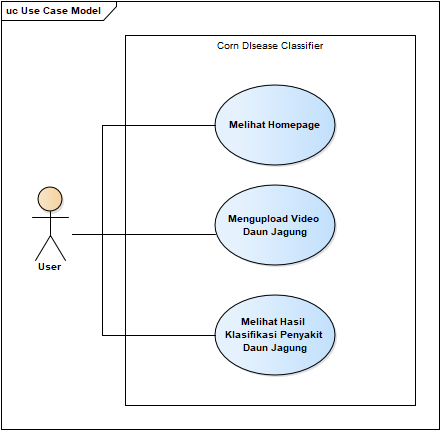 uc Use Case Model
Corn DIsease Classifier
Melihat Homepage
Mengupload Video
Daun Jagung
User
Melihat Hasil
Klasifikasi Penyakit
Daun Jagung